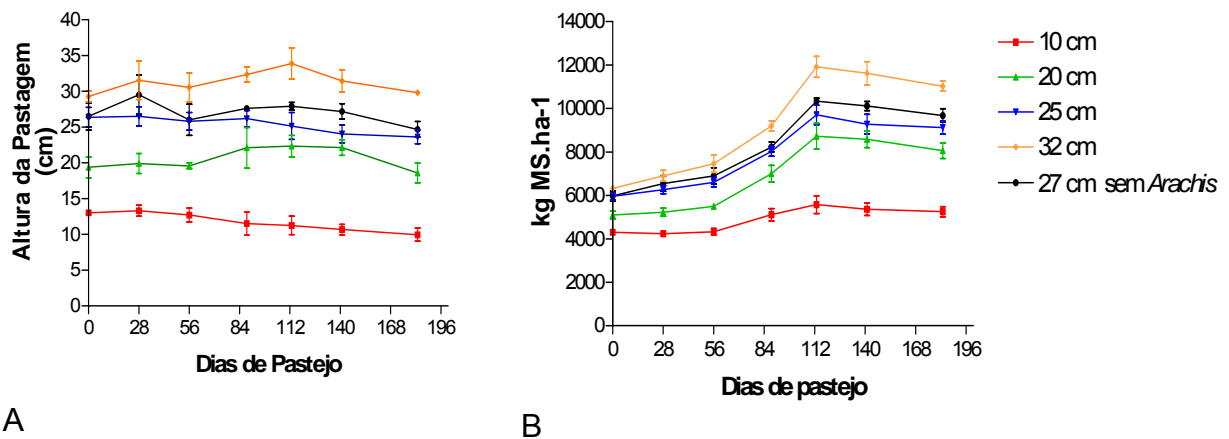 40
35
30
25
20
15
10
5
0
Altura da Pastagem
(cm)
0 28 56 84 112 140 168 196
Dias de Pastejo
A
14000
12000
10000
8000
6000
4000
2000
0
kg MS.ha-1
0 28 56 84 112 140 168 196
Dias de pastejo
B
10 cm
20 cm
25 cm
32 cm
27 cm sem Arachis